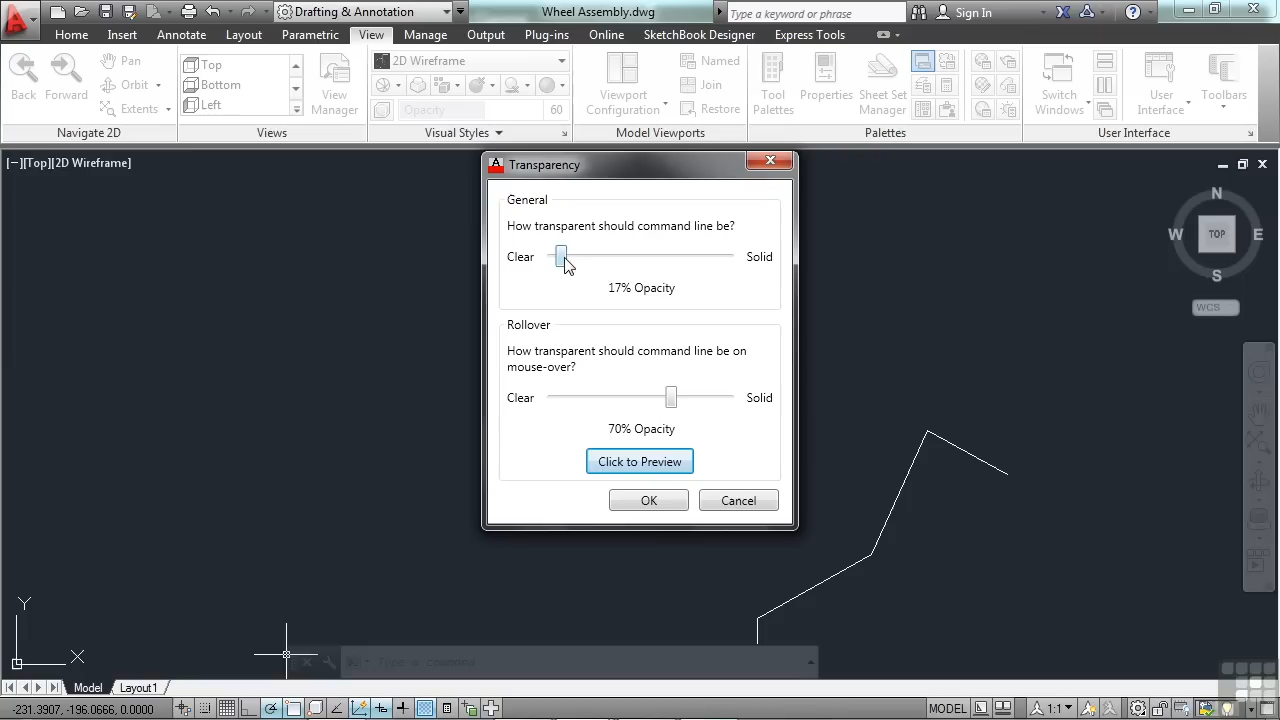 Drafting & Annotation
Wheel Assembly.dwg
Type a keyword or phrase
Sign In
Home
Insert
Annotate
Layout
Parametric
View
Manage
Output
Plug-ins
Online
SketchBook Designer
Express Tools
Back
Forward
Pan
Orbit
Extents
Navigate 2D
Top
Bottom
Left
View
Manager
Views
2D Wireframe
Opacity
60
Visual Styles
Viewport
Configuration
Named
Join
Restore
Model Viewports
Tool
Palettes
Properties
Sheet Set
Manager
Palettes
Switch
Windows
User
Interface
Toolbars
User Interface
[−][Top][2D Wireframe]
Transparency
General
How transparent should command line be?
Clear
Solid
17% Opacity
Rollover
How transparent should command line be on
mouse-over?
Clear
Solid
70% Opacity
Click to Preview
OK
Cancel
N
W
TOP
E
S
WCS
Y
X
Type a command
Model
Layout1
-231.3907, -196.0666, 0.0000
MODEL
1:1